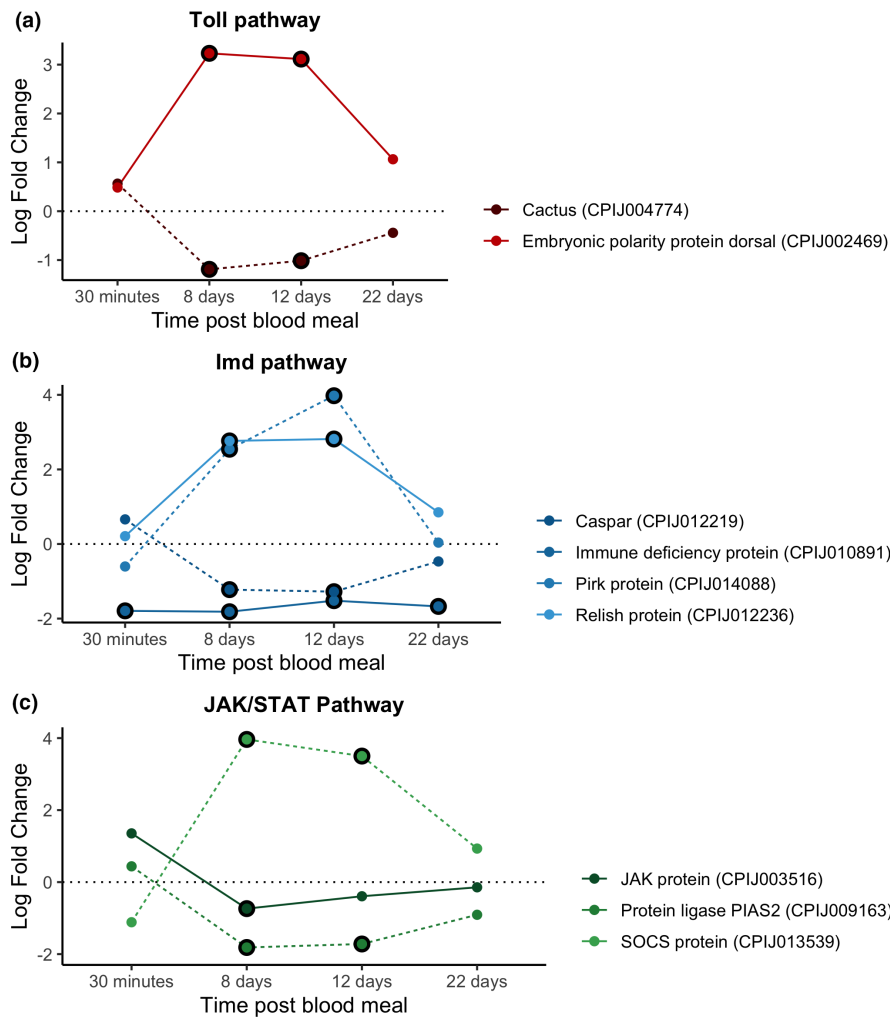 (a)
Toll pathway
Log Fold Change
3
2
1
0
-1
30 minutes 8 days 12 days 22 days
Time post blood meal
Cactus (CPIJ004774)
Embryonic polarity protein dorsal (CPIJ002469)
(b)
Imd pathway
Log Fold Change
4
2
0
-2
30 minutes 8 days 12 days 22 days
Time post blood meal
Caspar (CPIJ012219)
Immune deficiency protein (CPIJ010891)
Pirk protein (CPIJ014088)
Relish protein (CPIJ012236)
(c)
JAK/STAT Pathway
Log Fold Change
4
2
0
-2
30 minutes 8 days 12 days 22 days
Time post blood meal
JAK protein (CPIJ003516)
Protein ligase PIAS2 (CPIJ009163)
SOCS protein (CPIJ013539)